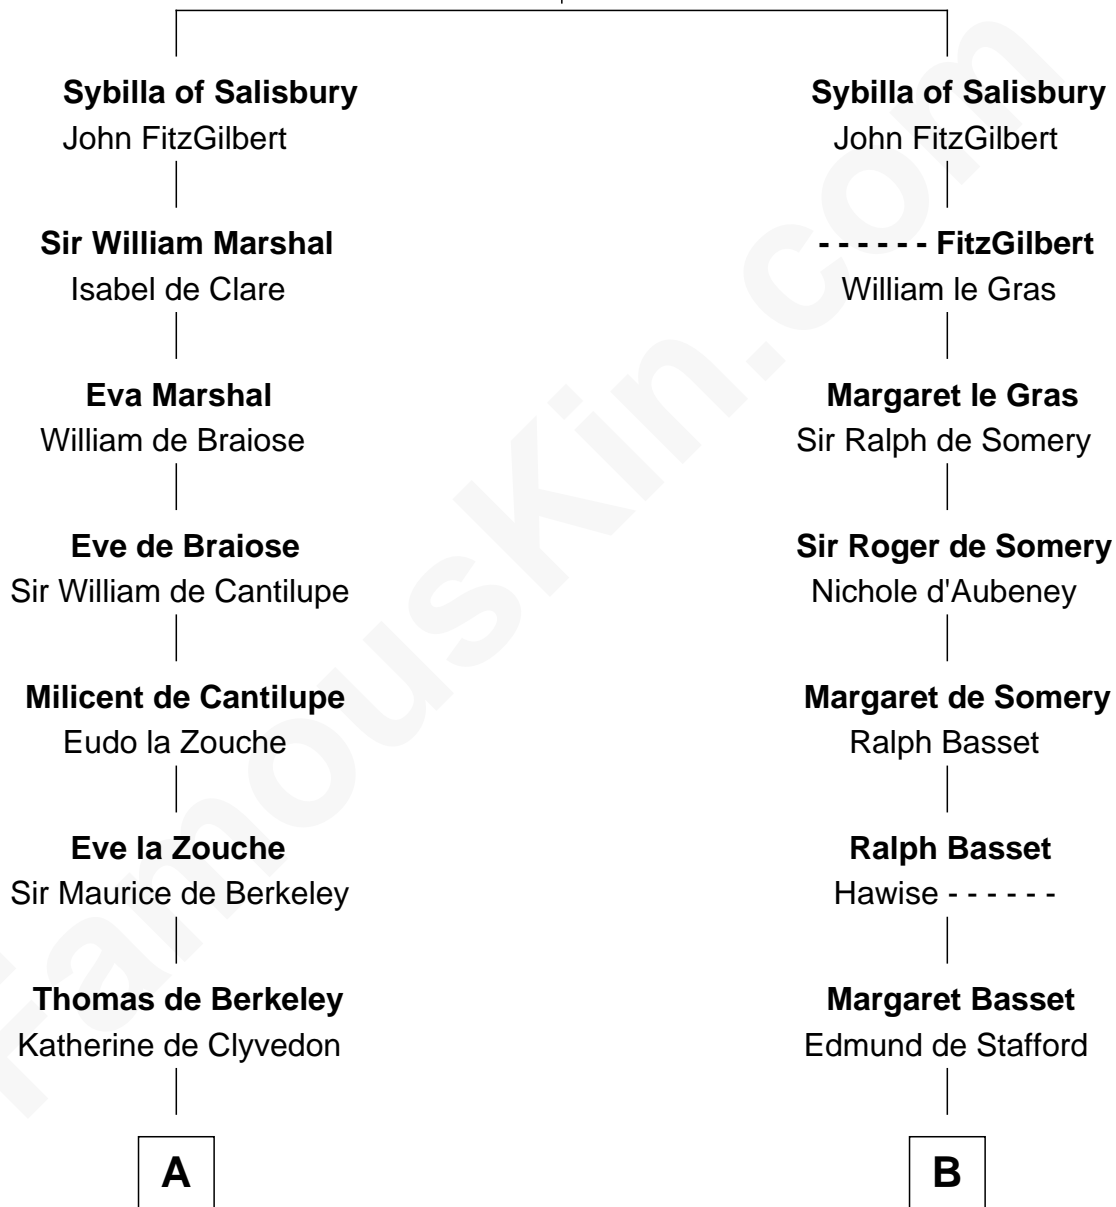 Sybilla of Salisbury
John FitzGilbert
Sir William Marshal
Isabel de Clare
Eva Marshal
William de Braiose
Eve de Braiose
Sir William de Cantilupe
Milicent de Cantilupe
Eudo la Zouche
Eve la Zouche
Sir Maurice de Berkeley
Thomas de Berkeley
Katherine de Clyvedon
A
Sybilla of Salisbury
John FitzGilbert
- - - - - - FitzGilbert
William le Gras
Margaret le Gras
Sir Ralph de Somery
Sir Roger de Somery
Nichole d'Aubeney
Margaret de Somery
Ralph Basset
Ralph Basset
Hawise - - - - - -
Margaret Basset
Edmund de Stafford
B
FamousKin.com